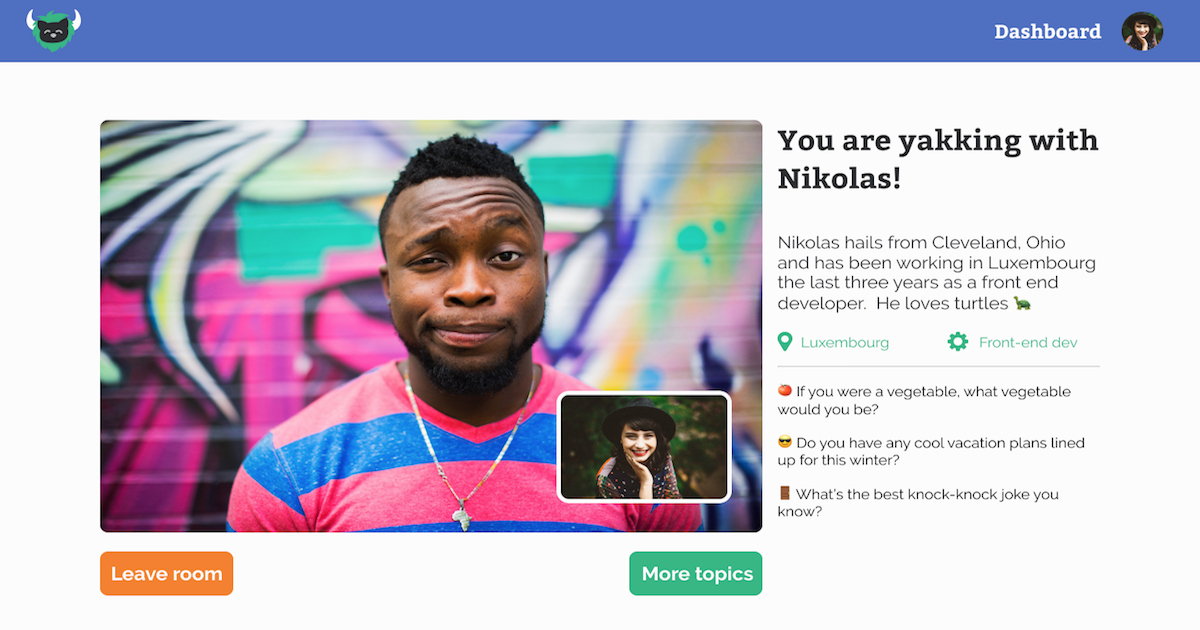 Dashboard
You are yakking with
Nikolas!
Nikolas hails from Cleveland, Ohio
and has been working in Luxembourg
the last three years as a front end
developer.  He loves turtles 🐢
Luxembourg
Front-end dev
🍅 If you were a vegetable, what vegetable
would you be?
😎 Do you have any cool vacation plans lined
up for this winter?
🚪 What's the best knock-knock joke you
know?
Leave room
More topics